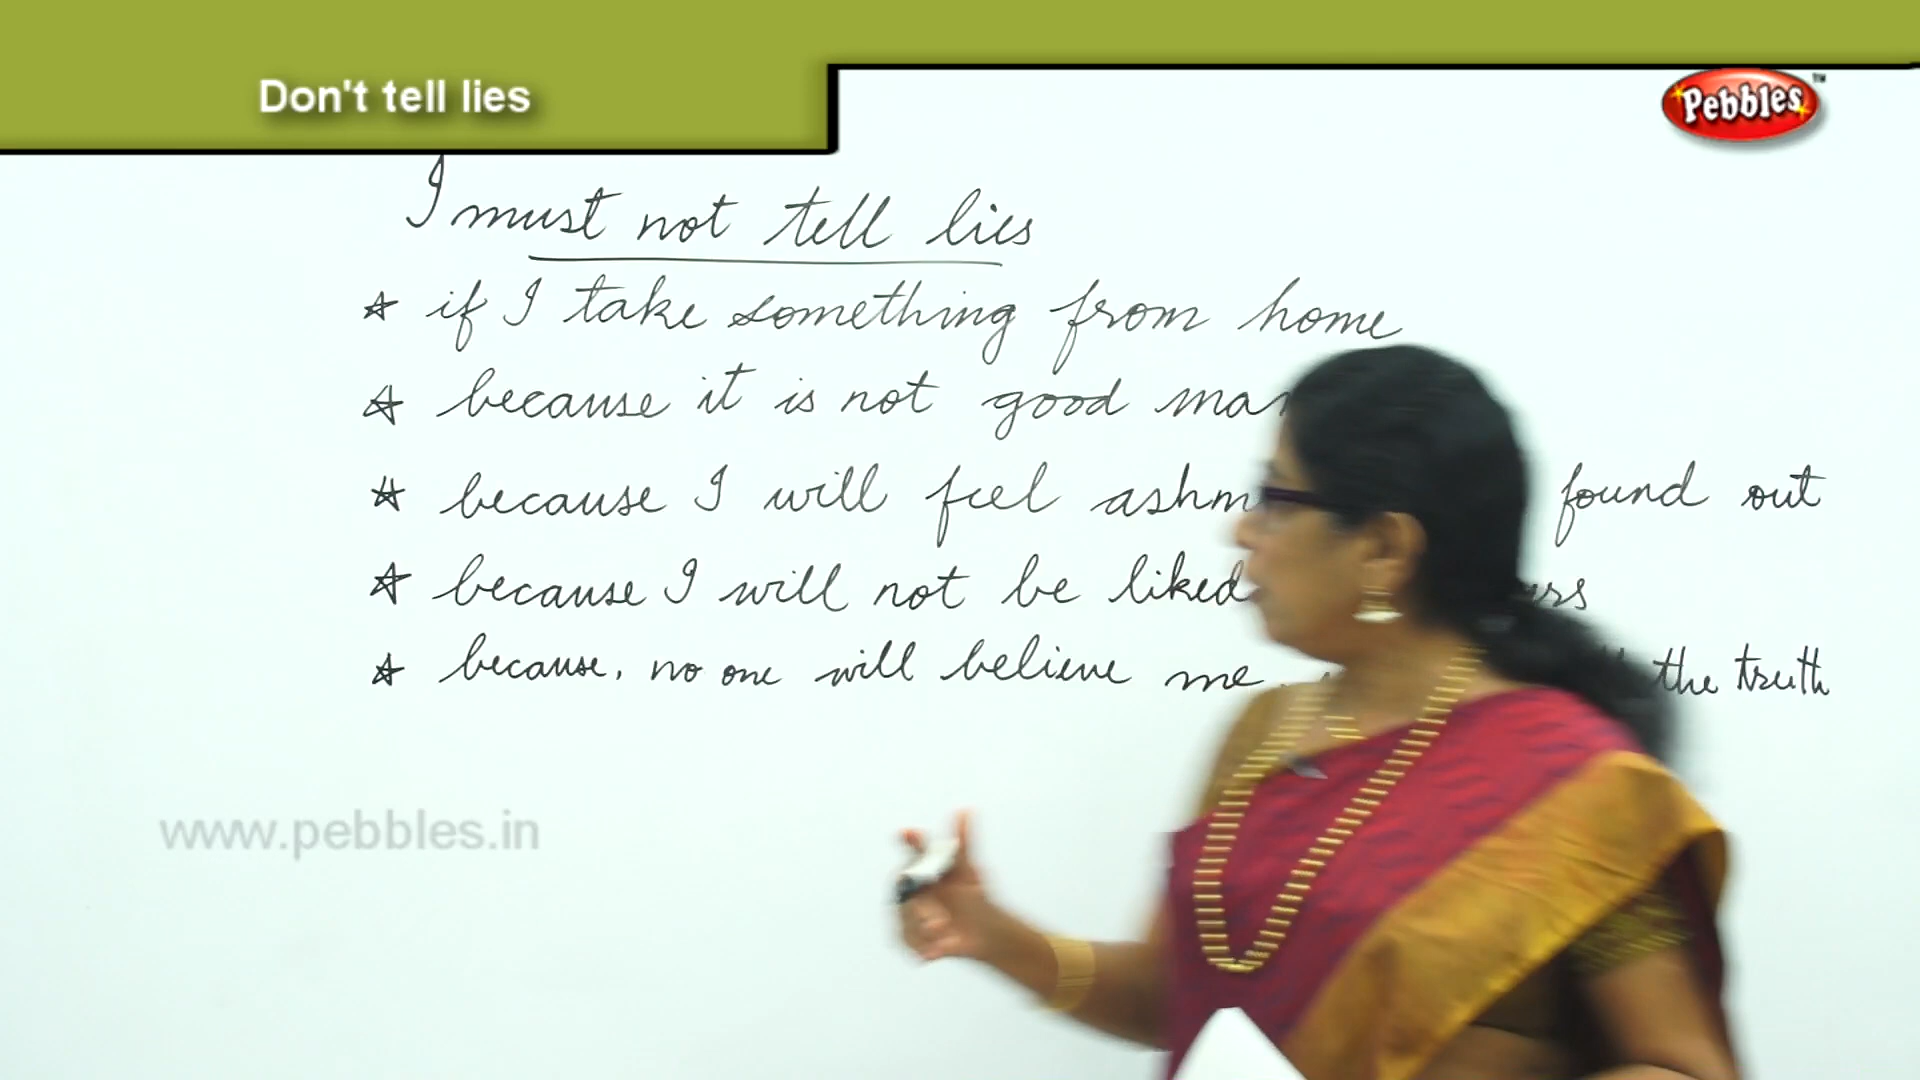 Don't tell lies
Pebbles
TM
I must not tell lies
☆ if I take something from home
☆ because it is not good
☆ because I will feel found out
☆ because I will not be liked
☆ because, no one will believe me the truth
www.pebbles.in